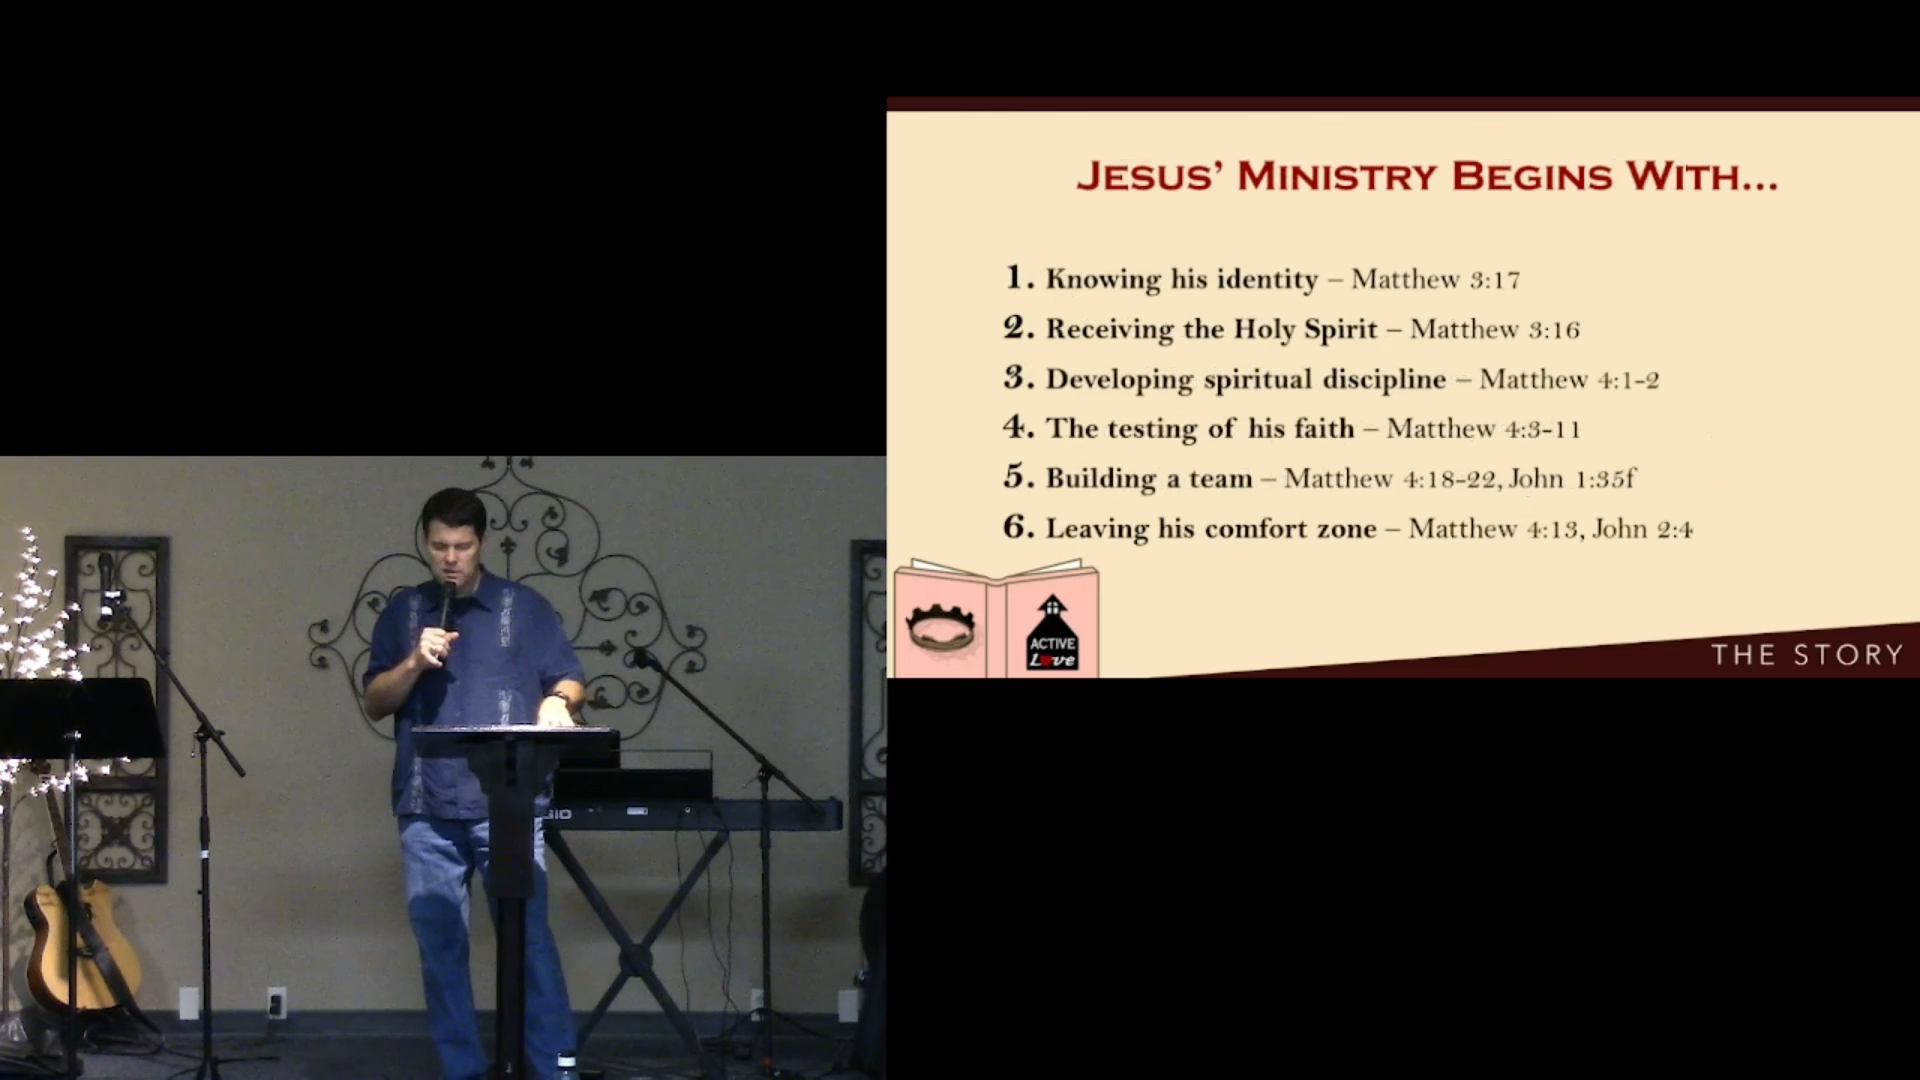 JESUS' MINISTRY BEGINS WITH...
1. Knowing his identity – Matthew 3:17
2. Receiving the Holy Spirit – Matthew 3:16
3. Developing spiritual discipline – Matthew 4:1-2
4. The testing of his faith – Matthew 4:3-11
5. Building a team – Matthew 4:18-22, John 1:35f
6. Leaving his comfort zone – Matthew 4:13, John 2:4
ACTIVE
Love
THE STORY